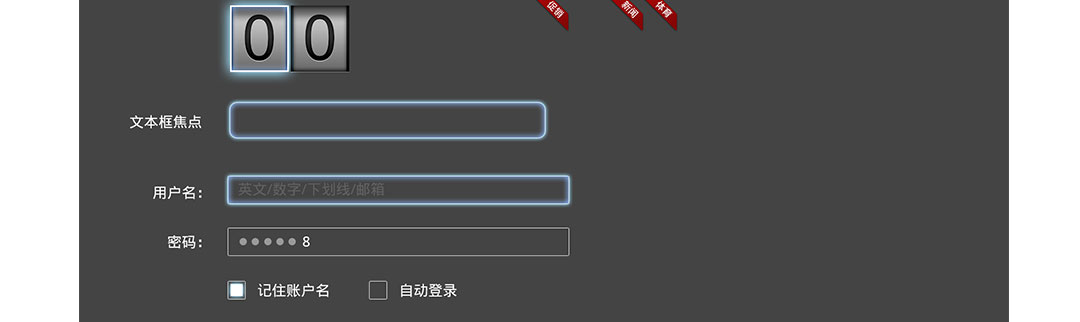 促销 新闻 体育
0 0
文本框焦点
用户名: 英文/数字/下划线/邮箱
密码: ●●●●● 8
记住账户名 自动登录